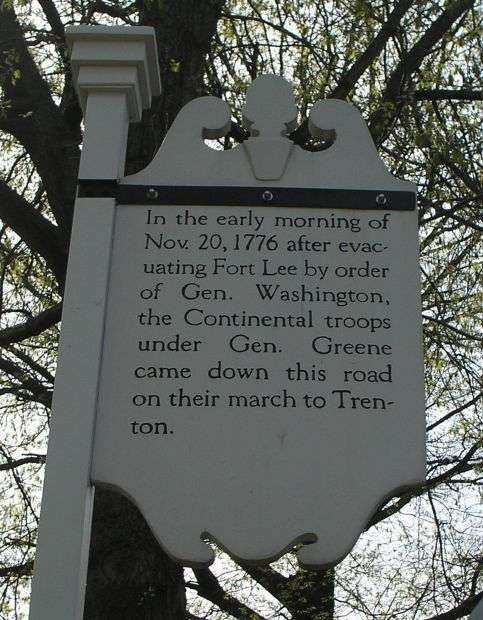 In the early morning of
Nov. 20, 1776 after evac-
uating Fort Lee by order
of Gen. Washington,
the Continental troops
under Gen. Greene
came down this road
on their march to Tren-
ton.